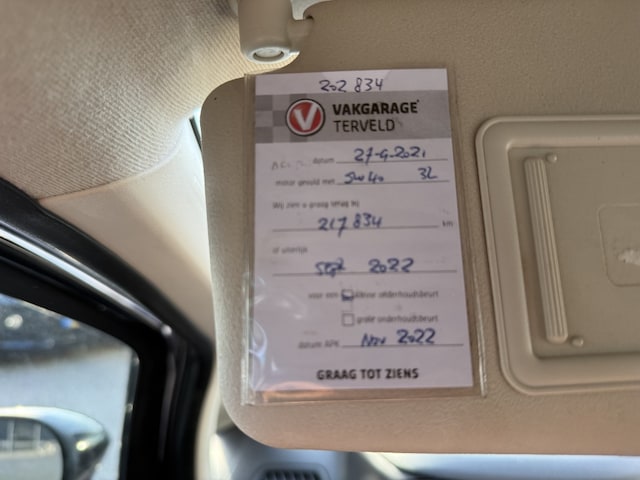 202 834
VAKGARAGE
TERVELD
datum 27-9-2021
motor gevuld met 5w40 3L
Wij zien u graag terug bij
217 834 km
of uiterlijk
sept 2022
voor een kleine onderhoudsbeurt
grote onderhoudsbeurt
datum APK Nov 2022
GRAAG TOT ZIENS